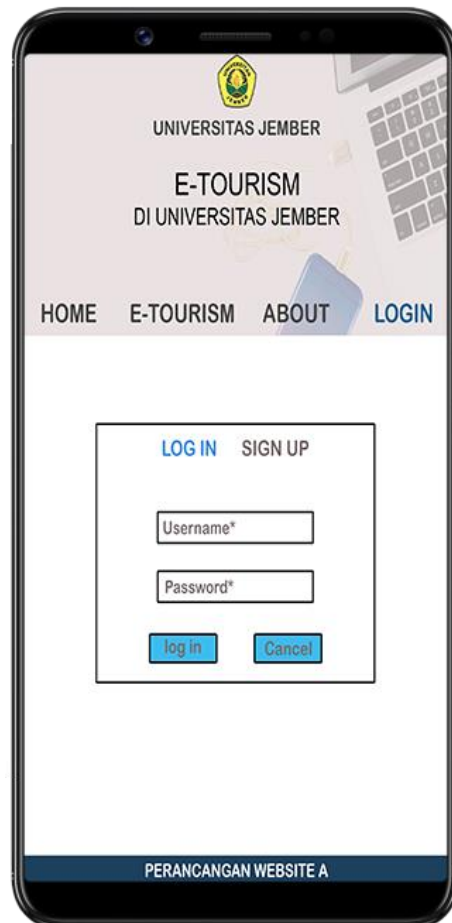 UNIVERSITAS JEMBER
E-TOURISM
DI UNIVERSITAS JEMBER
HOME E-TOURISM ABOUT LOGIN
LOG IN SIGN UP
Username*
Password*
log in Cancel
PERANCANGAN WEBSITE A